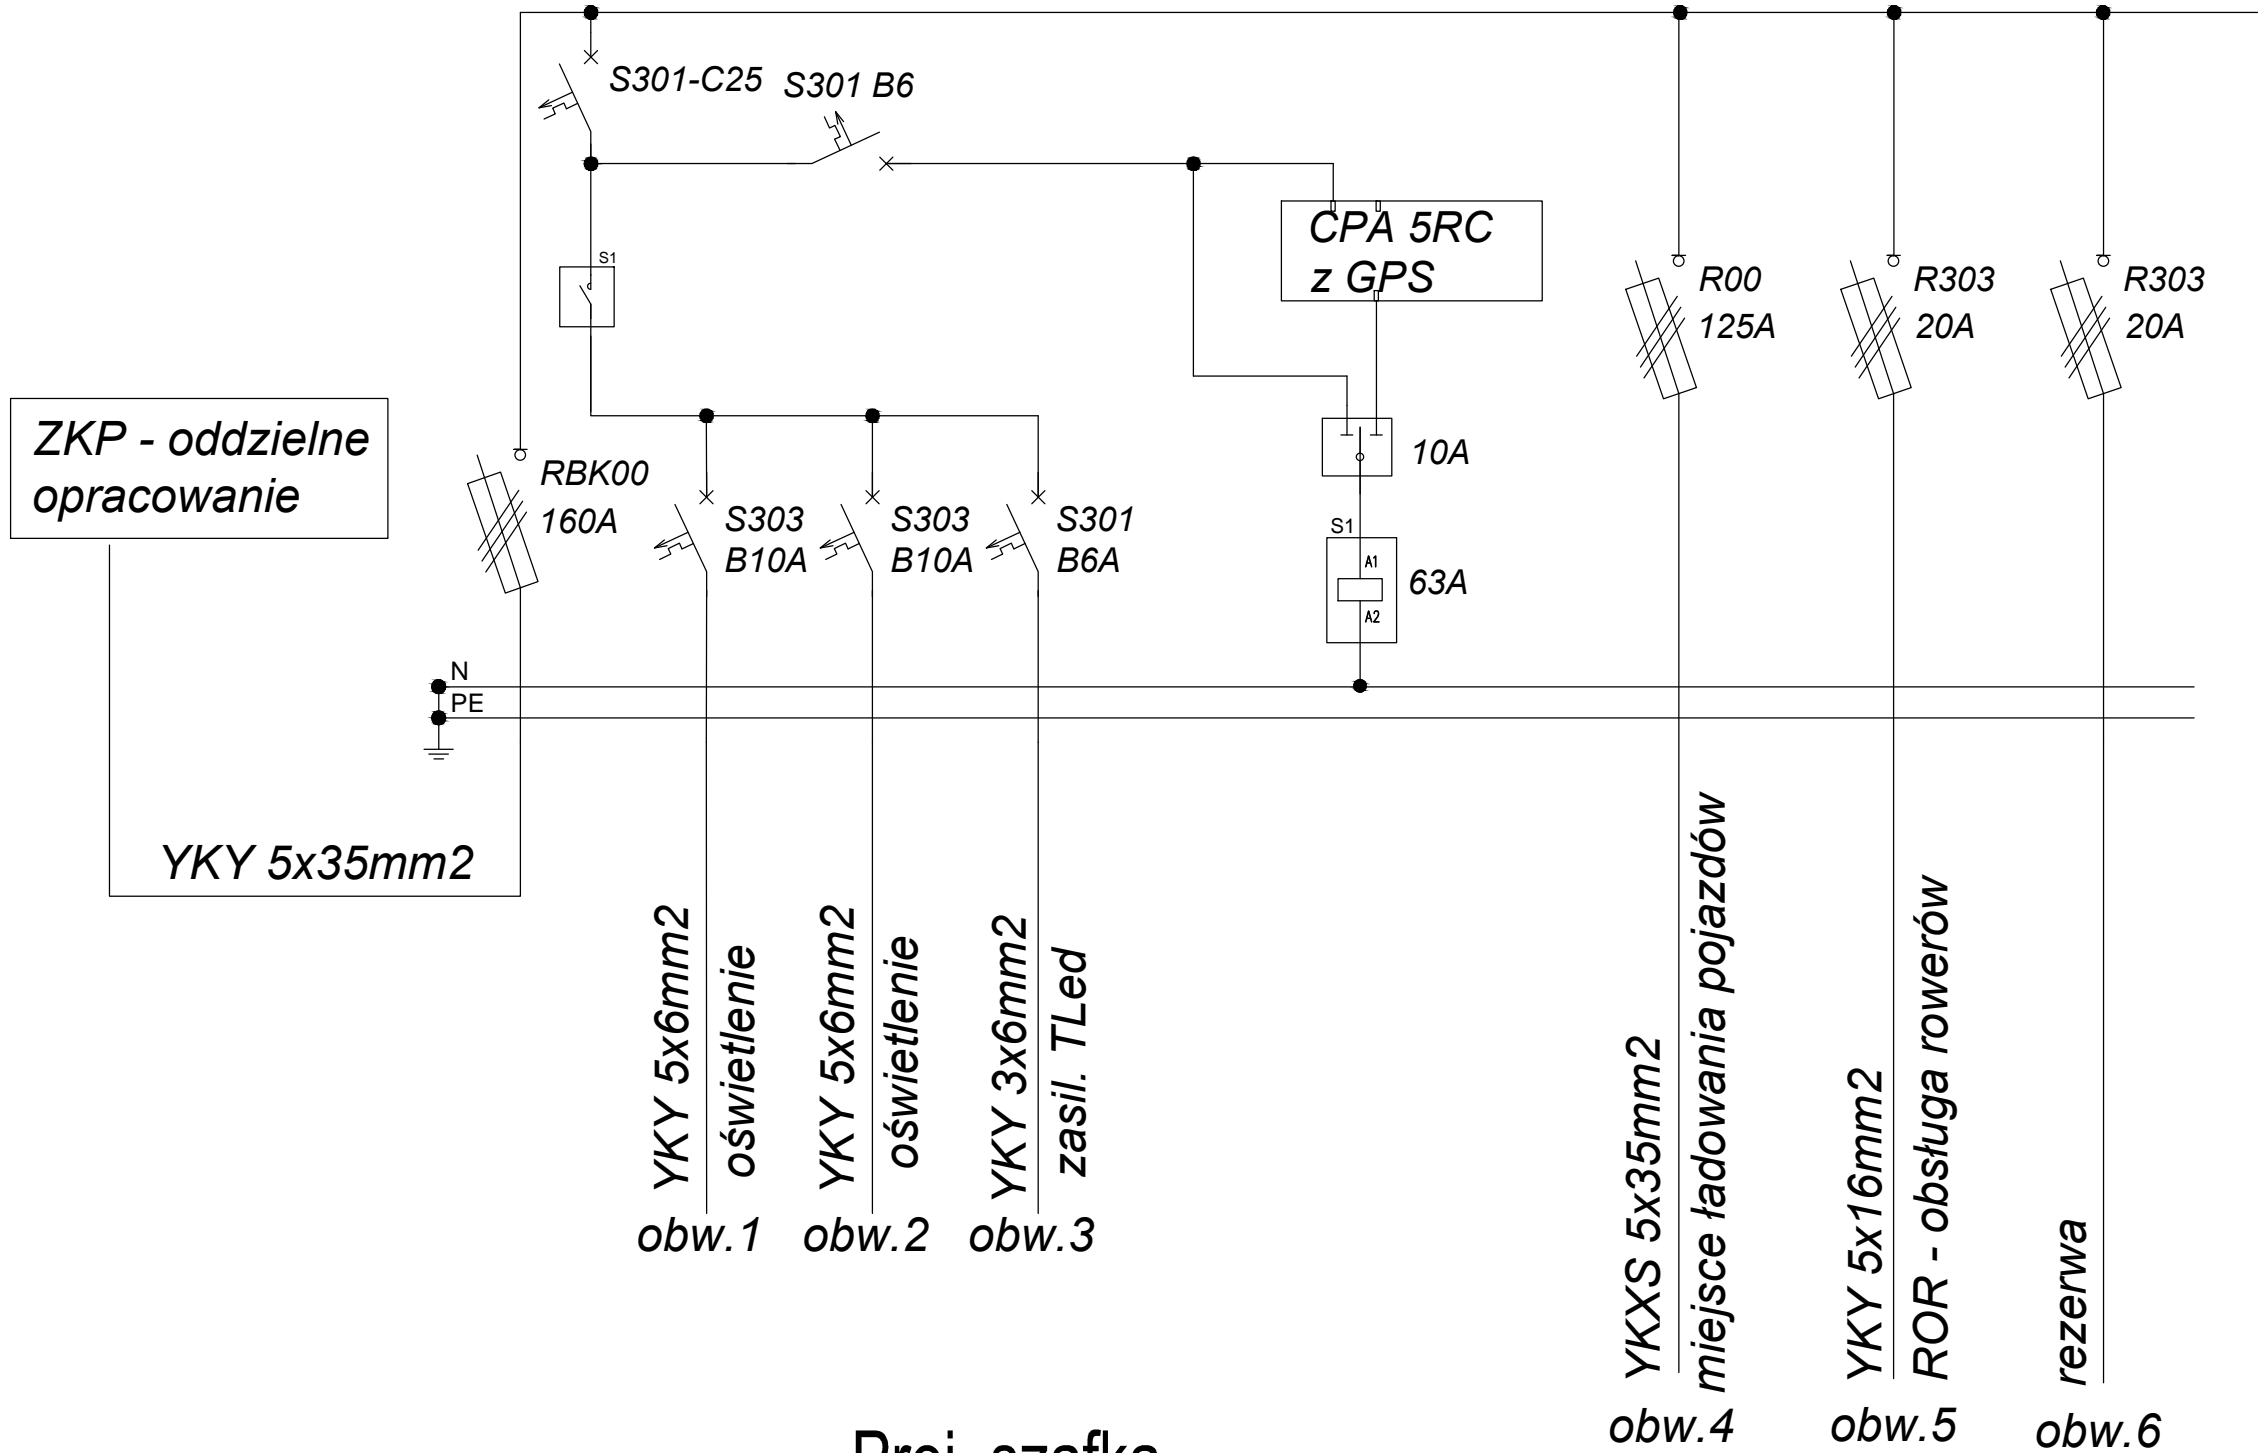 S301-C25
S301 B6
CPA 5RC
z GPS
S1
R00
125A
R303
20A
R303
20A
ZKP - oddzielne
opracowanie
RBK00
160A
S303
B10A
S303
B10A
S301
B6A
10A
S1
A1
A2
63A
N
PE
YKY 5x35mm2
YKY 5x6mm2
oświetlenie
YKY 5x6mm2
oświetlenie
YKY 3x6mm2
zasil. TLed
YKXS 5x35mm2
miejsce ładowania pojazdów
YKY 5x16mm2
ROR - obsługa rowerów
rezerwa
obw.1
obw.2
obw.3
obw.4
obw.5
obw.6
Proj. szafka